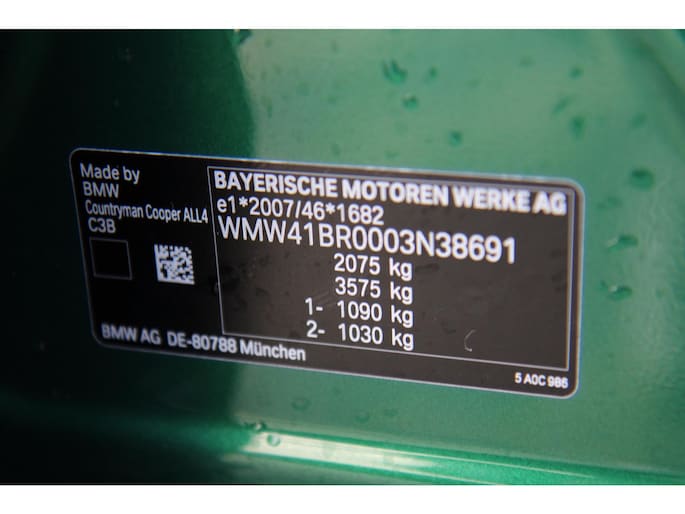 Made by
BMW
Countryman Cooper ALL4
C3B
BAYERISCHE MOTOREN WERKE AG
e1*2007/46*1682
WMW41BR0003N38691
2075 kg
3575 kg
1- 1090 kg
2- 1030 kg
BMW AG DE-80788 München
5 A0C 986